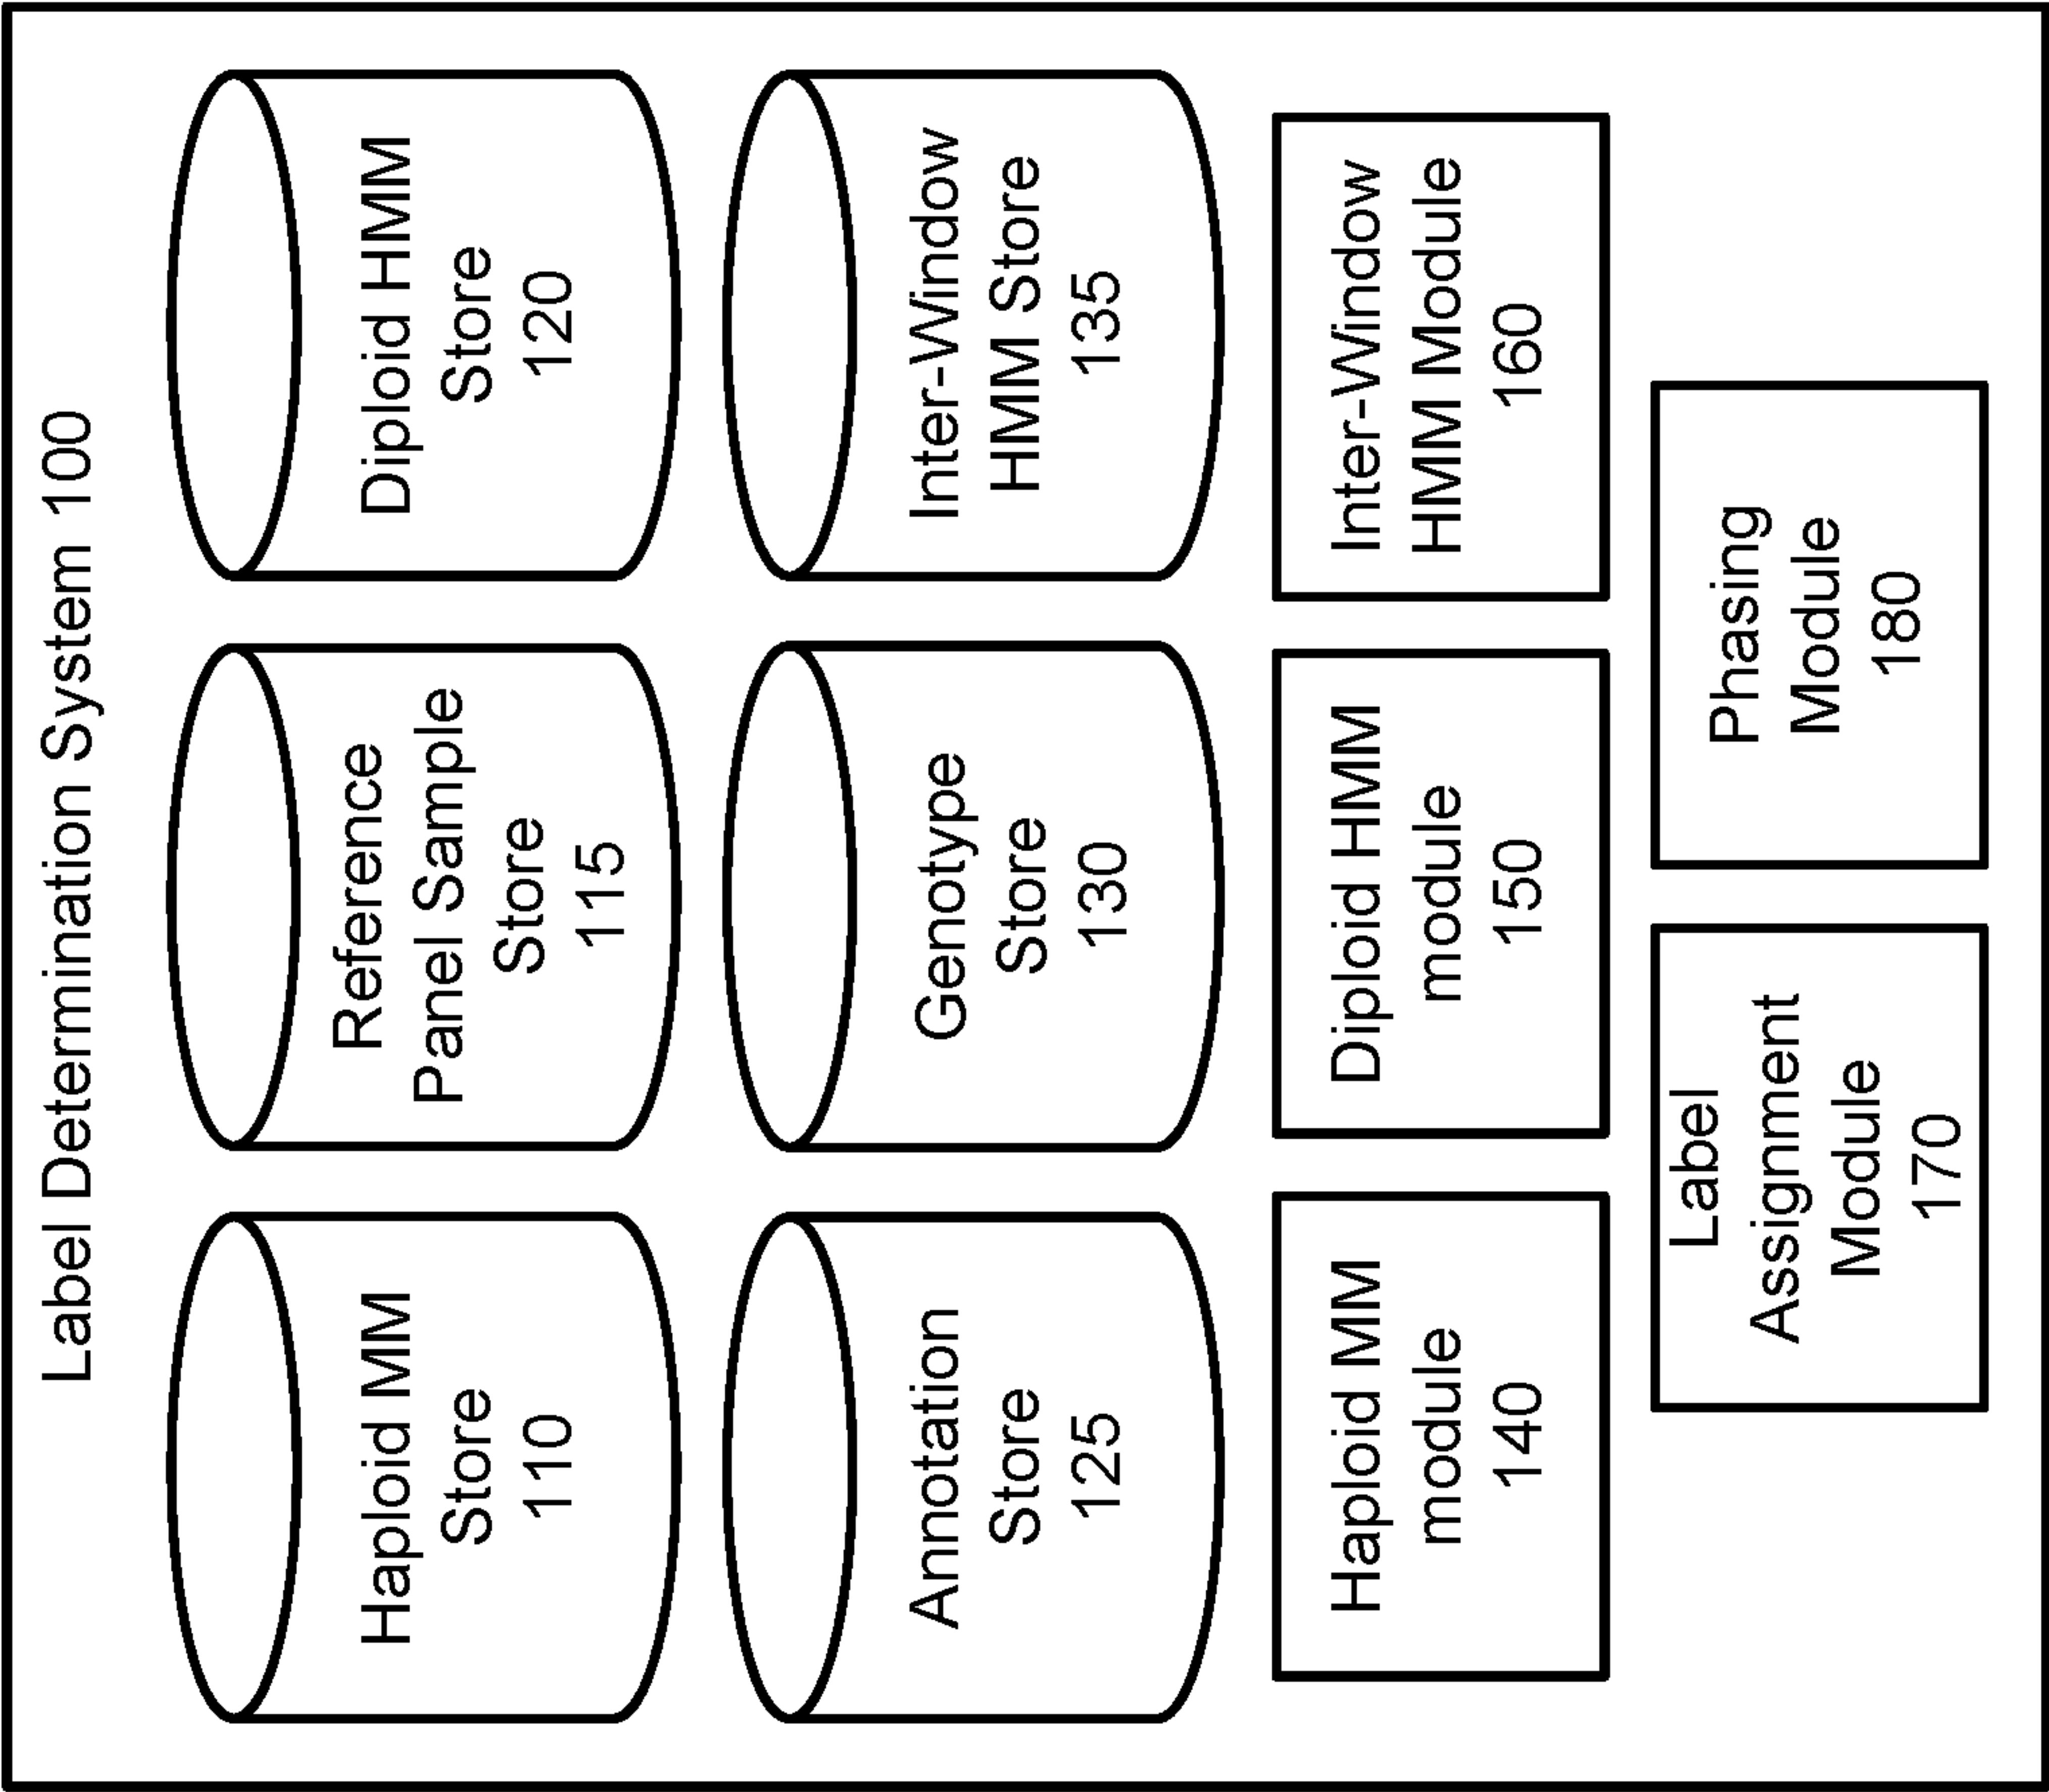 Label Determination System 100
Haploid MM
Store
110
Reference
Panel Sample
Store
115
Diploid HMM
Store
120
Annotation
Store
125
Genotype
Store
130
Inter-Window
HMM Store
135
Haploid MM
module
140
Diploid HMM
module
150
Inter-Window
HMM Module
160
Label
Assignment
Module
170
Phasing
Module
180